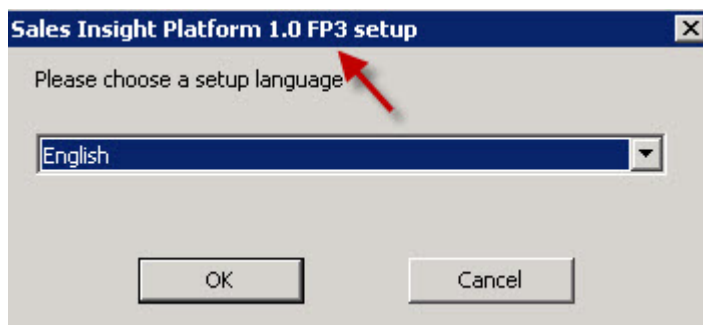 Sales Insight Platform 1.0 FP3 setup
Please choose a setup language
English
OK Cancel